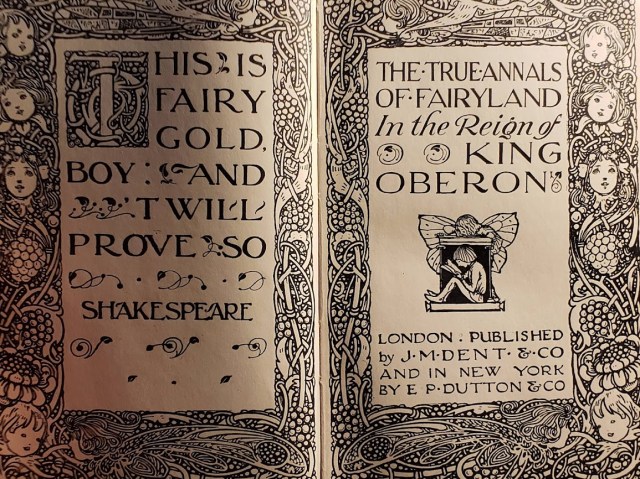 THIS IS
FAIRY
GOLD,
BOY: AND
'TWILL
PROVE SO
SHAKESPEARE
THE·TRUE·ANNALS
OF·FAIRYLAND
In the Reign of
KING
OBERON
LONDON. PUBLISHED
by J. M. DENT. & CO
AND IN NEW YORK
BY E P. DUTTON & CO